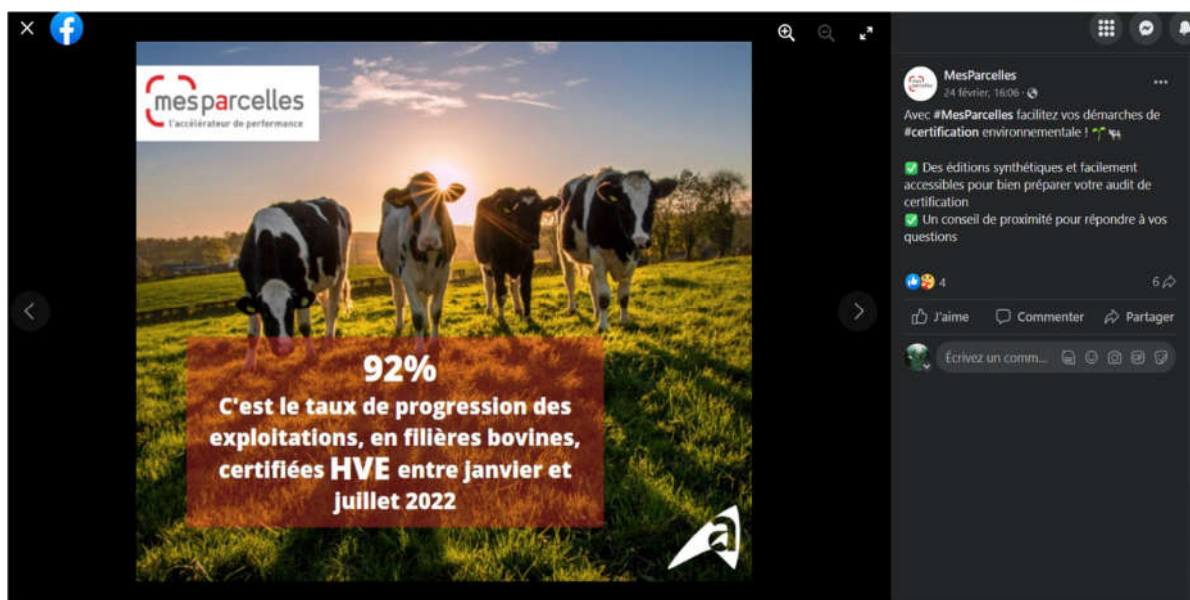 mesparcelles
l'accélérateur de performance
92%
C'est le taux de progression des
exploitations, en filières bovines,
certifiées HVE entre janvier et
juillet 2022
a
MesParcelles
24 février, 16:06 ·
Avec #MesParcelles facilitez vos démarches de
#certification environnementale !
Des éditions synthétiques et facilement
accessibles pour bien préparer votre audit de
certification
Un conseil de proximité pour répondre à vos
questions
4
6
J'aime Commenter Partager
Écrivez un comm...